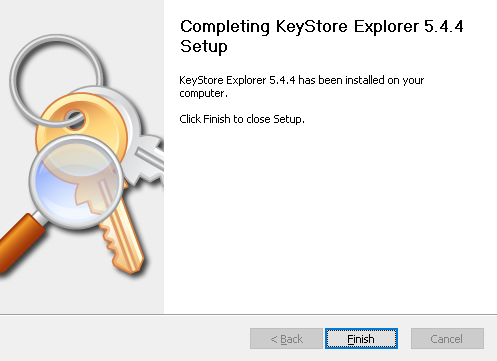 Completing KeyStore Explorer 5.4.4
Setup
KeyStore Explorer 5.4.4 has been installed on your
computer.
Click Finish to close Setup.
< Back
Finish
Cancel